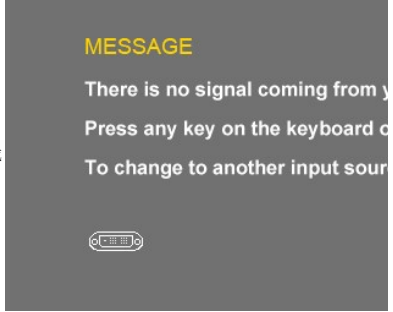 MESSAGE
There is no signal coming from
Press any key on the keyboard
To change to another input